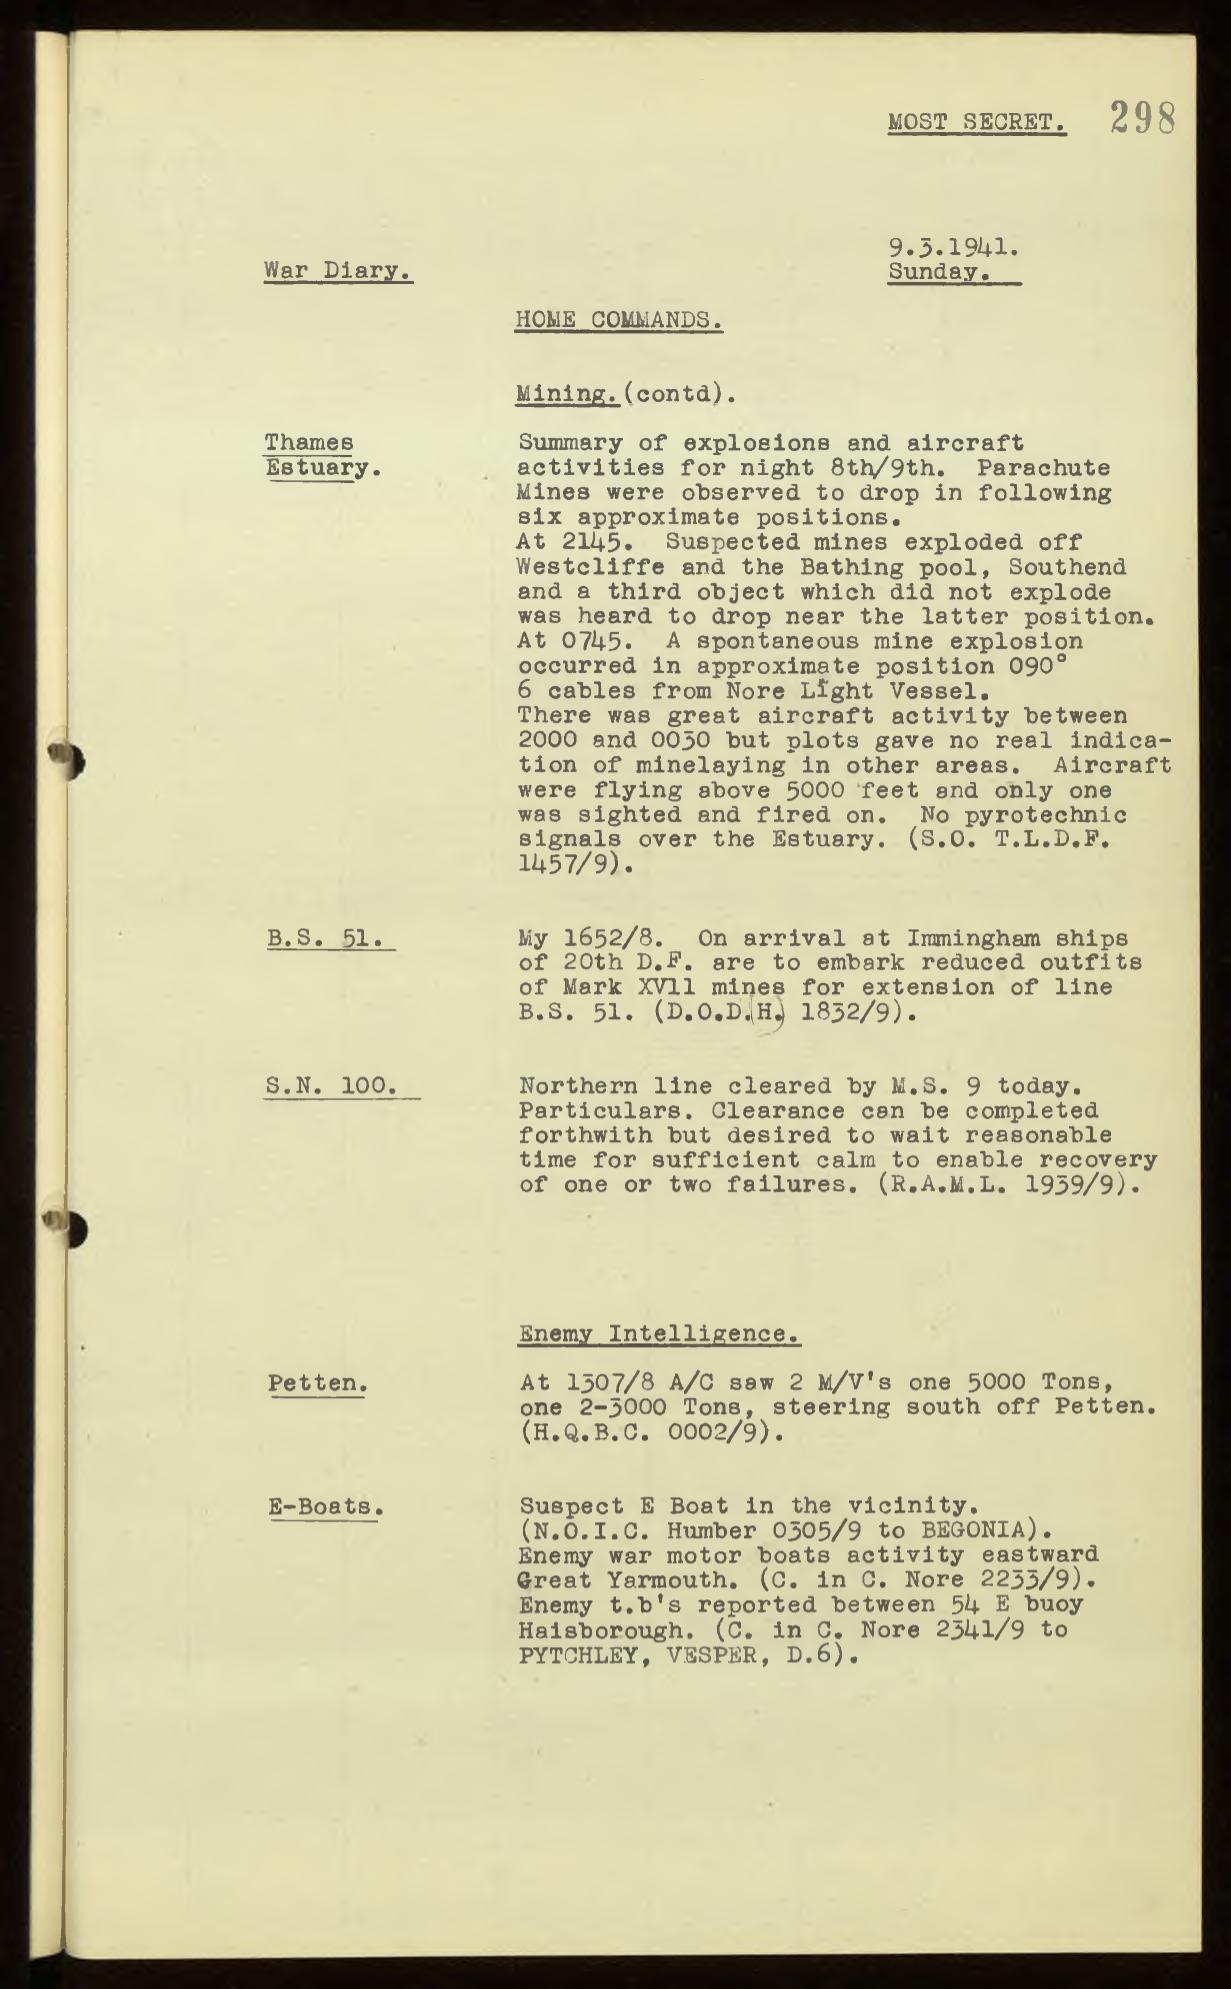 MOST SECRET. 298
9.3.1941.
War Diary. Sunday.
HOME COMMANDS.
Mining. (contd).
Thames Summary of explosions and aircraft
Estuary. activities for night 8th/9th. Parachute
Mines were observed to drop in following
six approximate positions.
At 2145. Suspected mines exploded off
Westcliffe and the Bathing pool, Southend
and a third object which did not explode
was heard to drop near the latter position.
At 0745. A spontaneous mine explosion
occurred in approximate position 090°
6 cables from Nore Light Vessel.
There was great aircraft activity between
2000 and 0030 but plots gave no real indica-
tion of minelaying in other areas. Aircraft
were flying above 5000 feet and only one
was sighted and fired on. No pyrotechnic
signals over the Estuary. (S.O. T.L.D.F.
1457/9).
B.S. 51. My 1652/8. On arrival at Immingham ships
of 20th D.F. are to embark reduced outfits
of Mark XVll mines for extension of line
B.S. 51. (D.O.D.(H.) 1832/9).
S.N. 100. Northern line cleared by M.S. 9 today.
Particulars. Clearance can be completed
forthwith but desired to wait reasonable
time for sufficient calm to enable recovery
of one or two failures. (R.A.M.L. 1939/9).
Enemy Intelligence.
Petten. At 1307/8 A/C saw 2 M/V's one 5000 Tons,
one 2-3000 Tons, steering south off Petten.
(H.Q.B.C. 0002/9).
E-Boats. Suspect E Boat in the vicinity.
(N.O.I.C. Humber 0305/9 to BEGONIA).
Enemy war motor boats activity eastward
Great Yarmouth. (C. in C. Nore 2233/9).
Enemy t.b's reported between 54 E buoy
Haisborough. (C. in C. Nore 2341/9 to
PYTCHLEY, VESPER, D.6).